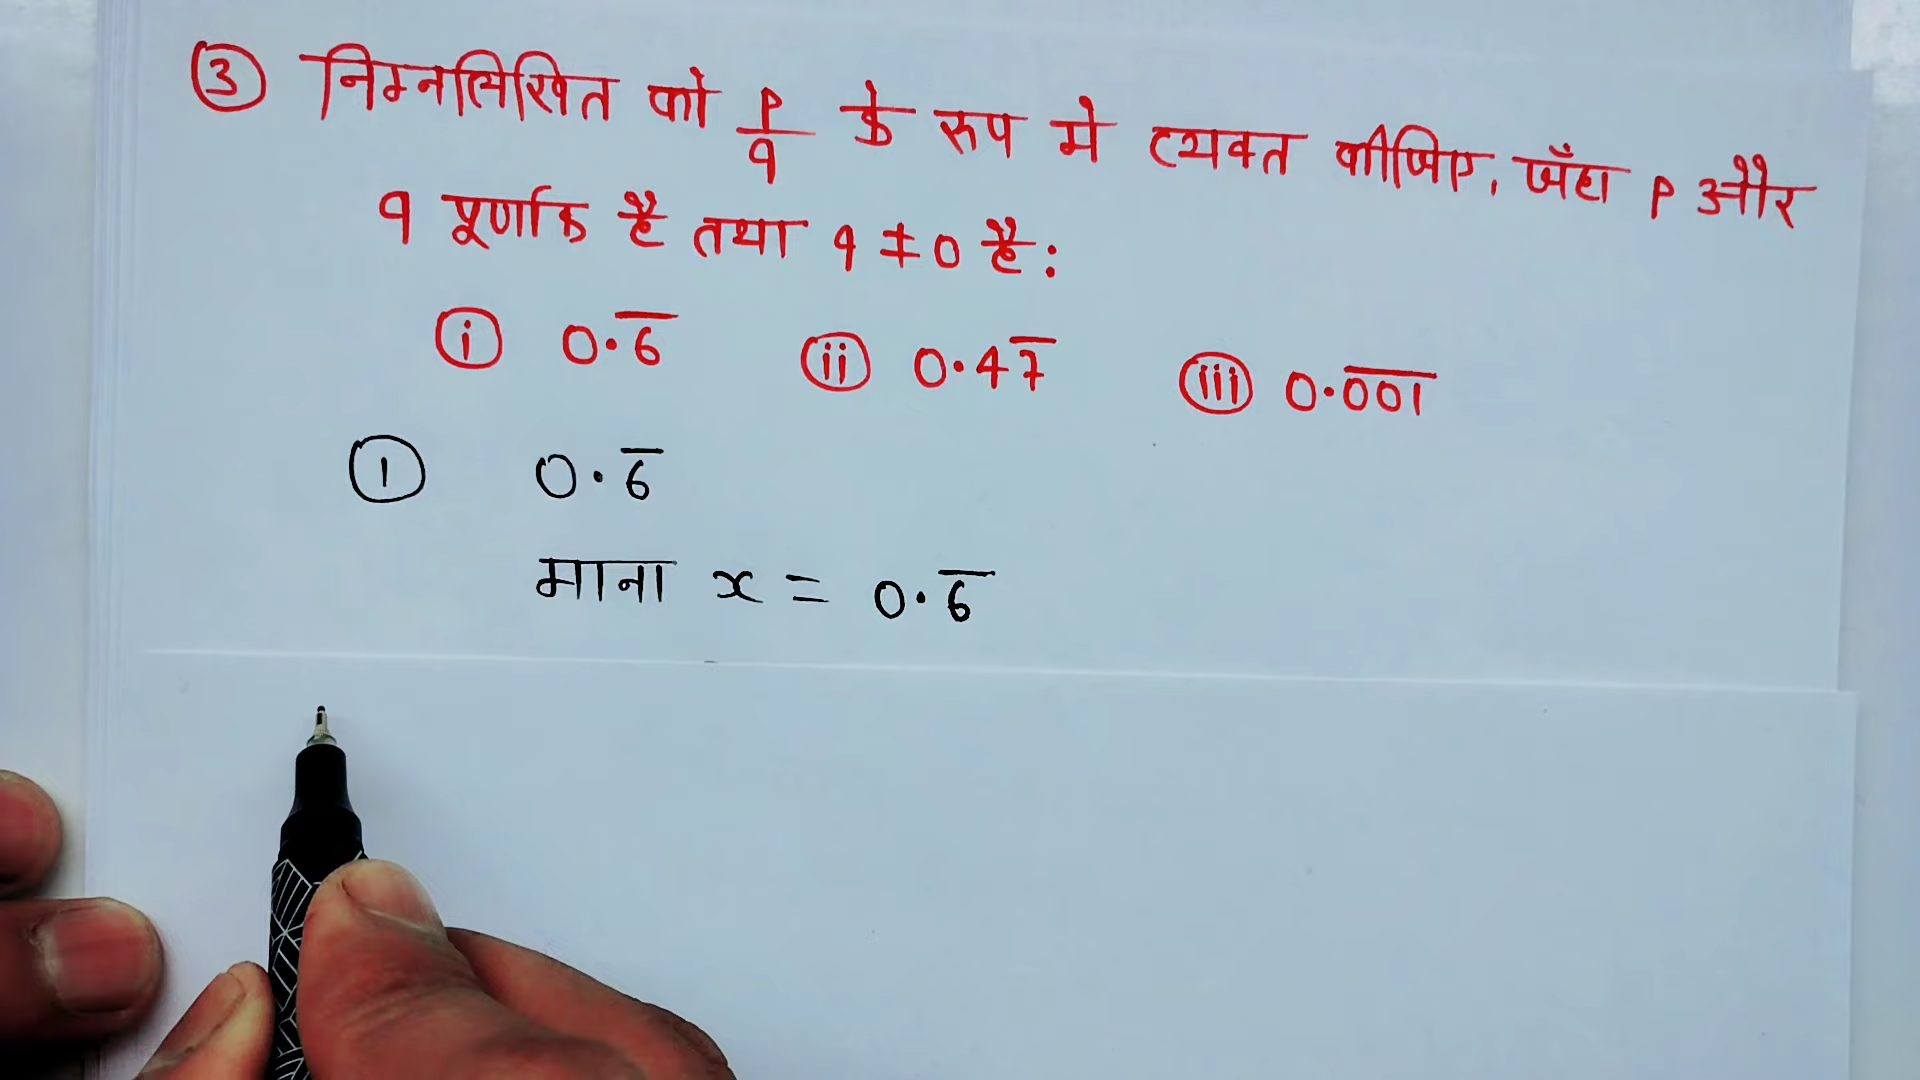 ③ निम्नलिखित को p/q के रूप मे व्यक्त कीजिए, जँहा p और
q पूर्णांक है तथा q ≠ 0 है:
ⓘ 0.6̅ ⓘⓘ 0.47̅ ⓘⓘⓘ 0.0̅0̅1̅
① 0.6̅
माना x = 0.6̅